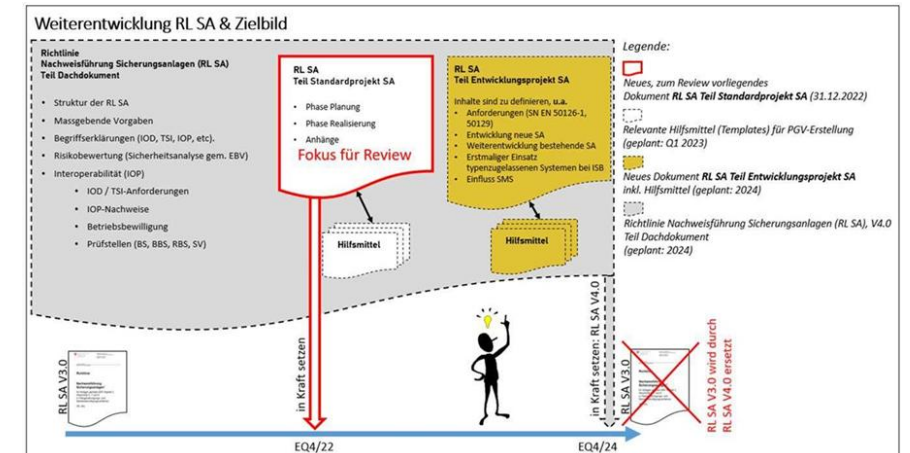 Weiterentwicklung RL SA & Zielbild
Richtlinie
Nachweisführung Sicherungsanlagen (RL SA)
Teil Dachdokument
• Struktur der RL SA
• Massgebende Vorgaben
• Begriffserklärungen (IOD, TSI, IOP, etc).
• Risikobewertung (Sicherheitsanalyse gem. EBV)
• Interoperabilität (IOP)
• IOD / TSI-Anforderungen
• IOP-Nachweise
• Betriebsbewilligung
• Prüfstellen (BS, BBS, RBS, SV)
RL SA
Teil Standardprojekt SA
• Phase Planung
• Phase Realisierung
• Anhänge
Fokus für Review
Hilfsmittel
RL SA
Teil Entwicklungsprojekt SA
Inhalte sind zu definieren, u.a.
• Anforderungen (SN EN 50126-1,
50129)
• Entwicklung neue SA
• Weiterentwicklung bestehende SA
• Erstmaliger Einsatz
typenzugelassenen Systemen bei ISB
• Einfluss SMS
Hilfsmittel
Legende:
Neues, zum Review vorliegendes
Dokument RL SA Teil Standardprojekt SA (31.12.2022)
Relevante Hilfsmittel (Templates) für PGV-Erstellung
(geplant: Q1 2023)
Neues Dokument RL SA Teil Entwicklungsprojekt SA
inkl. Hilfsmittel (geplant: 2024)
Richtlinie Nachweisführung Sicherungsanlagen (RL SA), V4.0
Teil Dachdokument
(geplant: 2024)
RL SA V3.0
in Kraft setzen
in Kraft setzen: RL SA V4.0
RL SA V3.0
RL SA V3.0 wird durch
RL SA V4.0 ersetzt
EQ4/22
EQ4/24